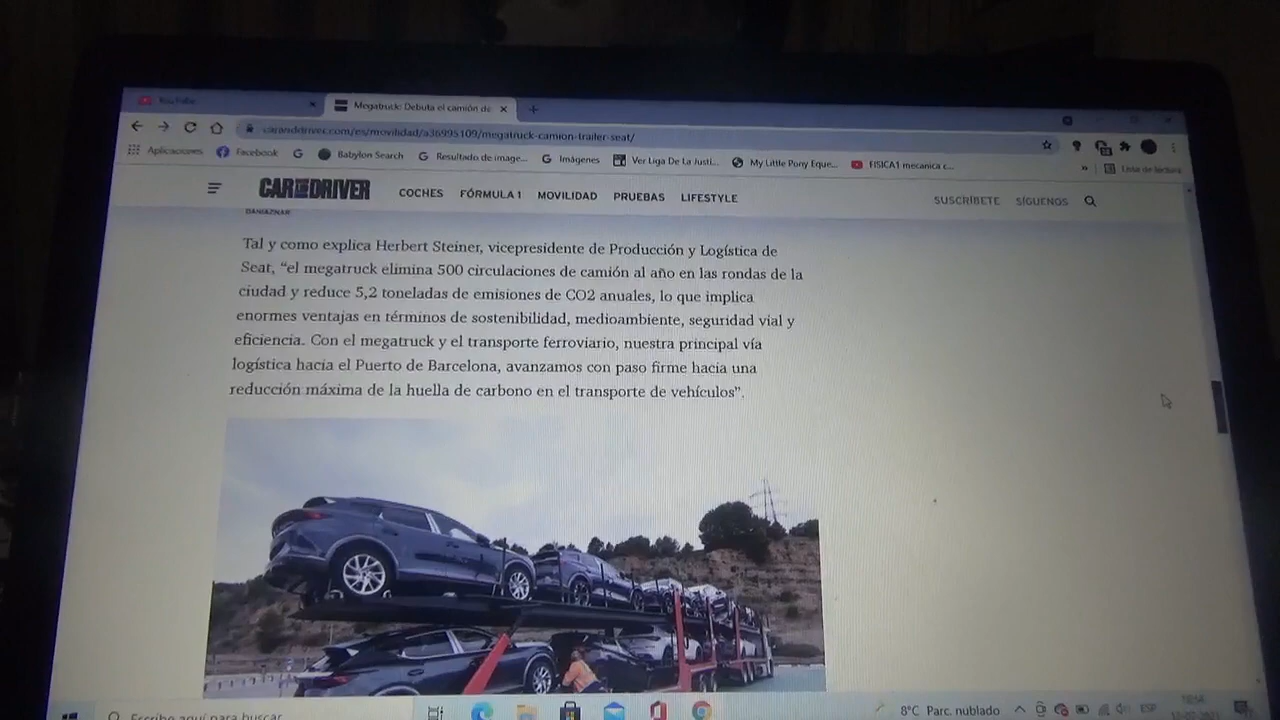 YouTube
Megatruck: Debuta el camión de
caranddriver.com/es/movilidad/a36995109/megatruck-camion-trailer-seat/
Aplicaciones Facebook Babylon Search Resultado de image... Imágenes Ver Liga De La Justi... My Little Pony Eque... FISICA1 mecanica c... » Lista de lectura
CAR AND DRIVER COCHES FÓRMULA 1 MOVILIDAD PRUEBAS LIFESTYLE SUSCRÍBETE SÍGUENOS
DANIAZNAR
Tal y como explica Herbert Steiner, vicepresidente de Producción y Logística de
Seat, “el megatruck elimina 500 circulaciones de camión al año en las rondas de la
ciudad y reduce 5,2 toneladas de emisiones de CO2 anuales, lo que implica
enormes ventajas en términos de sostenibilidad, medioambiente, seguridad vial y
eficiencia. Con el megatruck y el transporte ferroviario, nuestra principal vía
logística hacia el Puerto de Barcelona, avanzamos con paso firme hacia una
reducción máxima de la huella de carbono en el transporte de vehículos”.
Escribe aquí para buscar 8°C Parc. nublado ESP